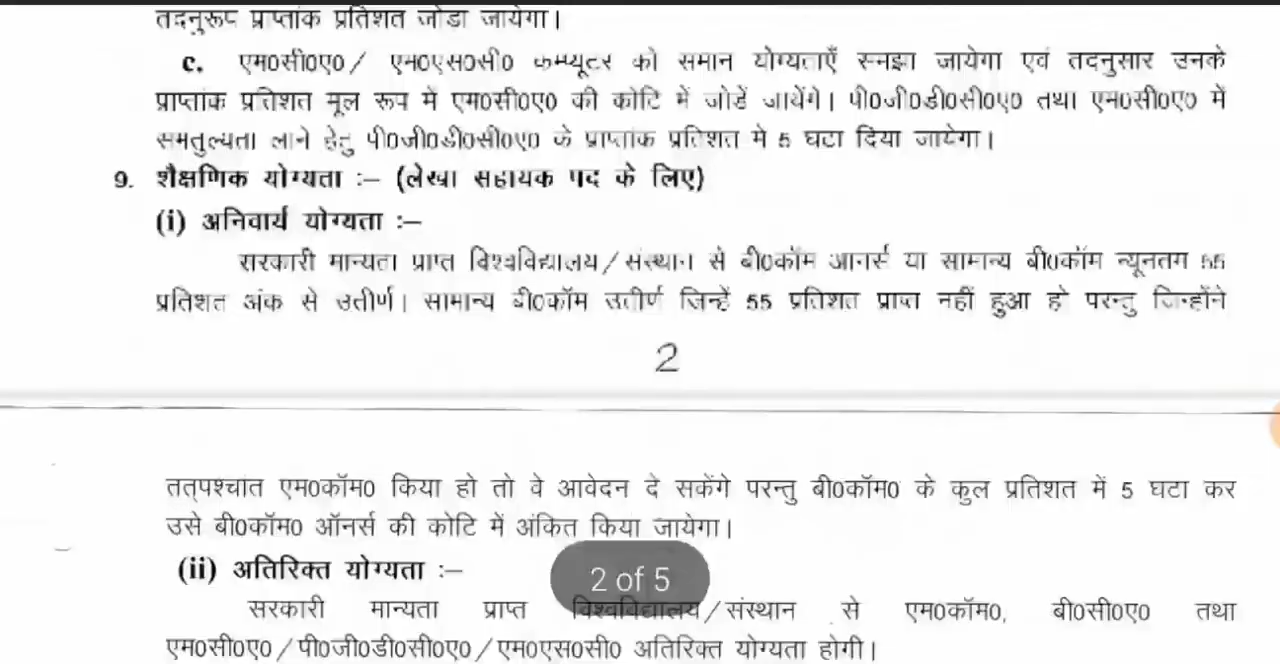 तदनुरूप प्राप्तांक प्रतिशत जोडा जायेगा।
c. एम0सी0ए0/ एम0एस0सी0 कम्प्यूटर को समान योग्यताएँ समझा जायेगा एवं तदनुसार उनके
प्राप्तांक प्रतिशत मूल रूप में एम0सी0ए0 की कोटि में जोडें जायेंगे। पी0जी0डी0सी0ए0 तथा एम0सी0ए0 में
समतुल्यता लाने हेतु पी0जी0डी0सी0ए0 के प्राप्तांक प्रतिशत मे 5 घटा दिया जायेगा।
9. शैक्षणिक योग्यता :– (लेखा सहायक पद के लिए)
(i) अनिवार्य योग्यता :–
सरकारी मान्यता प्राप्त विश्वविद्यालय/संस्थान से बी0कॉम आनर्स या सामान्य बी0कॉम न्यूनतम 55
प्रतिशत अंक से उतीर्ण। सामान्य बी0कॉम उतीर्ण जिन्हें 55 प्रतिशत प्राप्त नहीं हुआ हो परन्तु जिन्होंने
2
तत्पश्चात एम0कॉम0 किया हो तो वे आवेदन दे सकेंगे परन्तु बी0कॉम0 के कुल प्रतिशत में 5 घटा कर
उसे बी0कॉम0 ऑनर्स की कोटि में अंकित किया जायेगा।
(ii) अतिरिक्त योग्यता :–
2 of 5
सरकारी मान्यता प्राप्त विश्वविद्यालय/संस्थान से एम0कॉम0, बी0सी0ए0 तथा
एम0सी0ए0/पी0जी0डी0सी0ए0/एम0एस0सी0 अतिरिक्त योग्यता होगी।